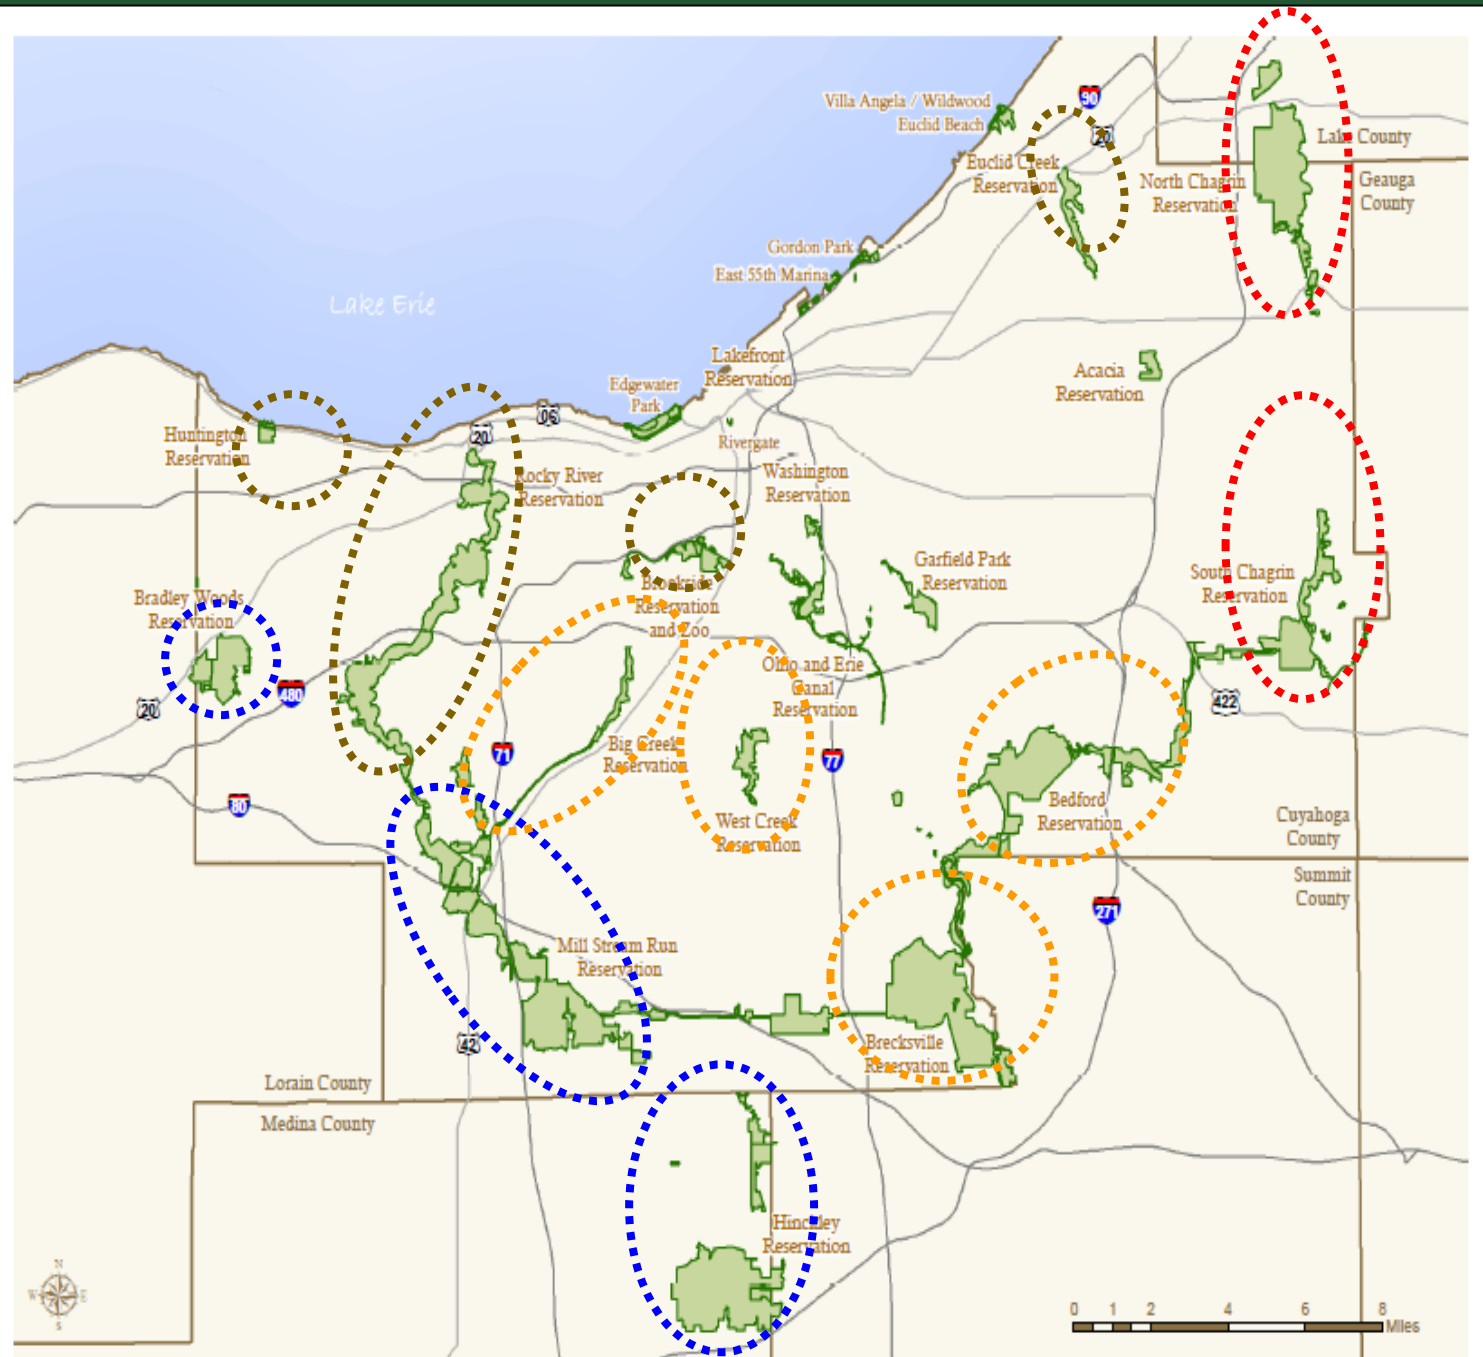 Villa Angela / Wildwood
Euclid Beach
90
20
Lake County
Euclid Creek
Reservation
North Chagrin
Reservation
Geauga
County
Gordon Park
East 55th Marina
Lake Erie
Lakefront
Reservation
Acacia
Reservation
Edgewater
Park
06
20
Huntington
Reservation
Rivergate
Rocky River
Reservation
Washington
Reservation
Garfield Park
Reservation
South Chagrin
Reservation
Brookside
Reservation
and Zoo
Bradley Woods
Reservation
Ohio and Erie
Canal
Reservation
480
20
422
Big Creek
Reservation
71
77
80
West Creek
Reservation
Bedford
Reservation
Cuyahoga
County
Summit
County
271
Mill Stream Run
Reservation
42
Brecksville
Reservation
Lorain County
Medina County
Hinckley
Reservation
N
W E
S
0 1 2 4 6 8
Miles